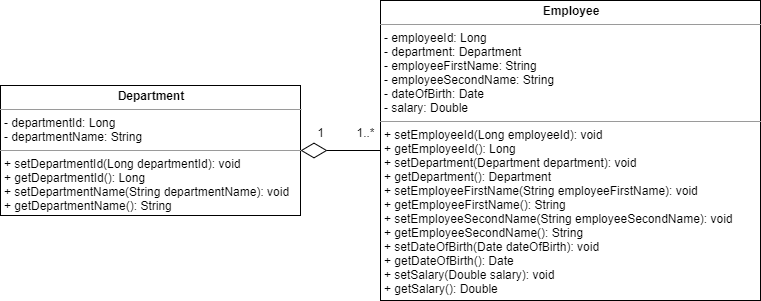 Department
- departmentId: Long
- departmentName: String
+ setDepartmentId(Long departmentId): void
+ getDepartmentId(): Long
+ setDepartmentName(String departmentName): void
+ getDepartmentName(): String
1
1..*
Employee
- employeeId: Long
- department: Department
- employeeFirstName: String
- employeeSecondName: String
- dateOfBirth: Date
- salary: Double
+ setEmployeeId(Long employeeId): void
+ getEmployeeId(): Long
+ setDepartment(Department department): void
+ getDepartment(): Department
+ setEmployeeFirstName(String employeeFirstName): void
+ getEmployeeFirstName(): String
+ setEmployeeSecondName(String employeeSecondName): void
+ getEmployeeSecondName(): String
+ setDateOfBirth(Date dateOfBirth): void
+ getDateOfBirth(): Date
+ setSalary(Double salary): void
+ getSalary(): Double